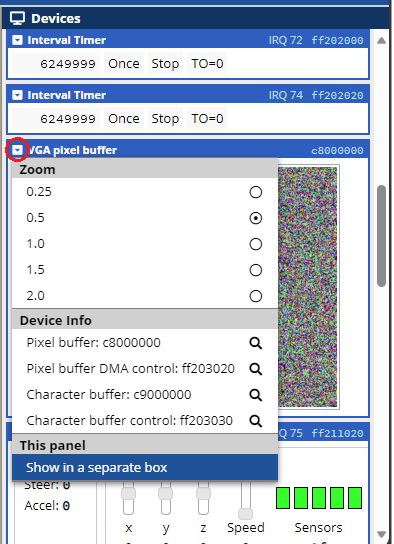 Devices
Interval Timer IRQ 72 ff202000
6249999 Once Stop TO=0
Interval Timer IRQ 74 ff202020
6249999 Once Stop TO=0
VGA pixel buffer c8000000
Zoom
0.25
0.5
1.0
1.5
2.0
Device Info
Pixel buffer: c8000000
Pixel buffer DMA control: ff203020
Character buffer: c9000000
Character buffer control: ff203030
This panel
Q 75 ff211020
Show in a separate box
Steer: 0
Accel: 0
x y z Speed Sensors